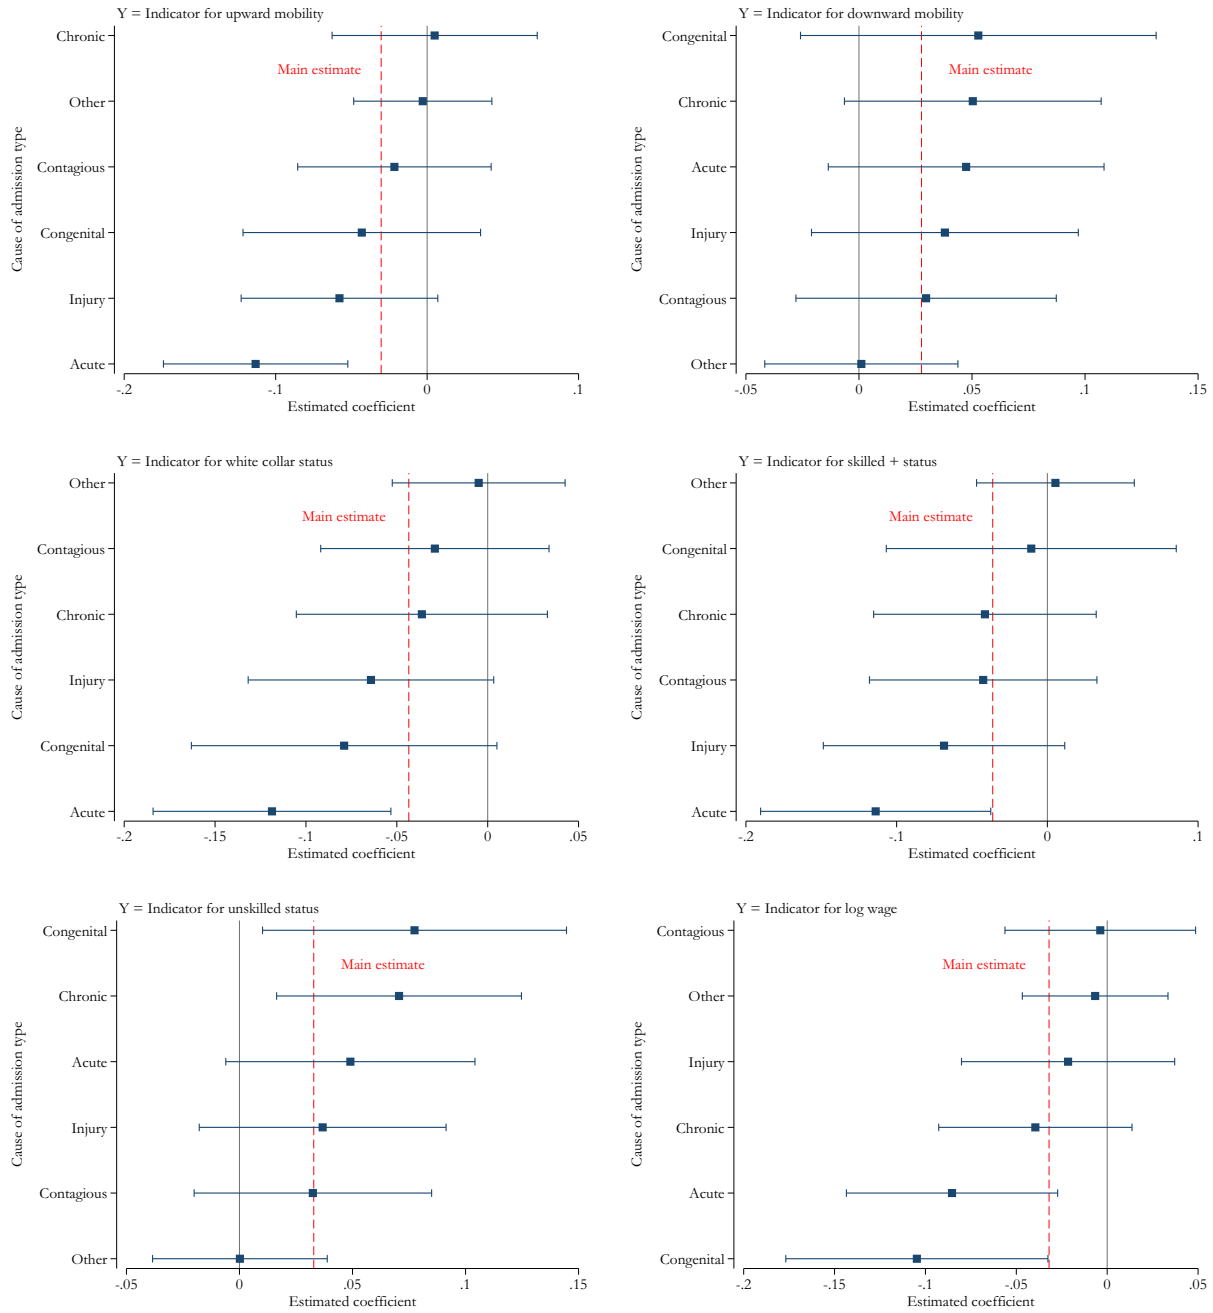 Y = Indicator for upward mobility
Cause of admission type
Chronic
Main estimate
Other
Contagious
Congenital
Injury
Acute
-.2 -.1 0 .1
Estimated coefficient
Y = Indicator for downward mobility
Cause of admission type
Congenital
Main estimate
Chronic
Acute
Injury
Contagious
Other
-.05 0 .05 .1 .15
Estimated coefficient
Y = Indicator for white collar status
Cause of admission type
Other
Main estimate
Contagious
Chronic
Injury
Congenital
Acute
-.2 -.15 -.1 -.05 0 .05
Estimated coefficient
Y = Indicator for skilled + status
Cause of admission type
Other
Main estimate
Congenital
Chronic
Contagious
Injury
Acute
-.2 -.1 0 .1
Estimated coefficient
Y = Indicator for unskilled status
Cause of admission type
Congenital
Main estimate
Chronic
Acute
Injury
Contagious
Other
-.05 0 .05 .1 .15
Estimated coefficient
Y = Indicator for log wage
Cause of admission type
Contagious
Main estimate
Other
Injury
Chronic
Acute
Congenital
-.2 -.15 -.1 -.05 0 .05
Estimated coefficient